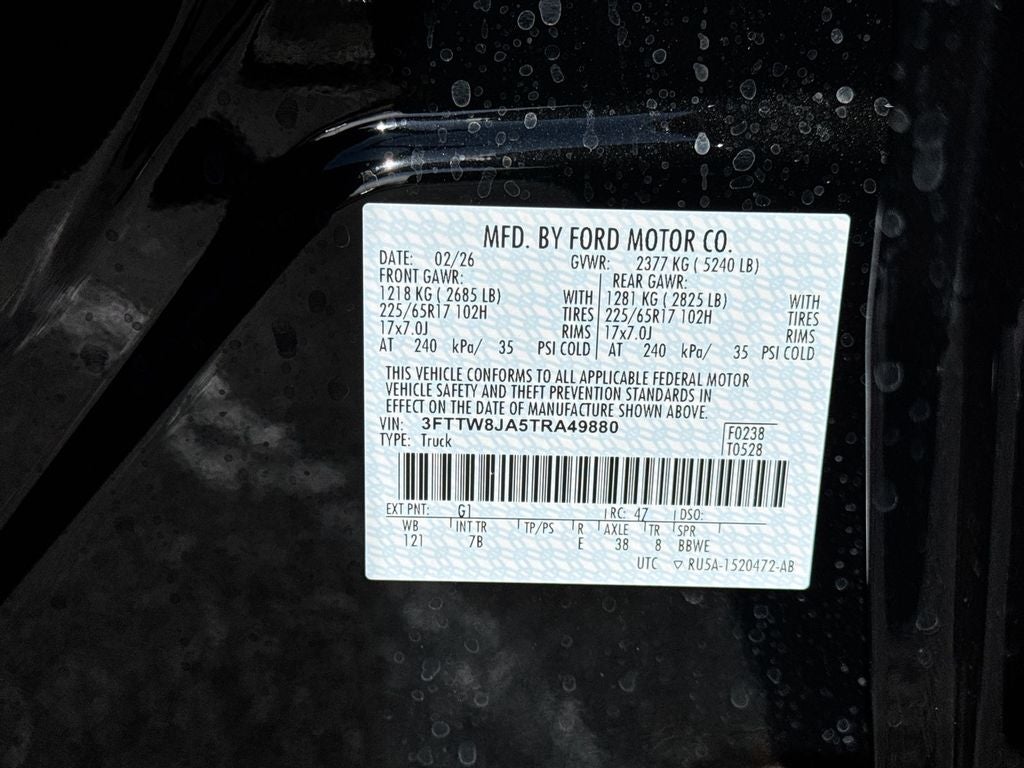 MFD. BY FORD MOTOR CO.
DATE: 02/26 GVWR: 2377 KG ( 5240 LB)
FRONT GAWR: REAR GAWR:
1218 KG ( 2685 LB) WITH 1281 KG ( 2825 LB) WITH
225/65R17 102H TIRES 225/65R17 102H TIRES
17x7.0J RIMS 17x7.0J RIMS
AT 240 kPa/ 35 PSI COLD AT 240 kPa/ 35 PSI COLD
THIS VEHICLE CONFORMS TO ALL APPLICABLE FEDERAL MOTOR
VEHICLE SAFETY AND THEFT PREVENTION STANDARDS IN
EFFECT ON THE DATE OF MANUFACTURE SHOWN ABOVE.
VIN: 3FTTW8JA5TRA49880 F0238
TYPE: Truck T0528
EXT PNT: G1 RC: 47 DSO:
WB INT TR TP/PS R AXLE TR SPR
121 7B E 38 8 BBWE
UTC ▽ RU5A-1520472-AB